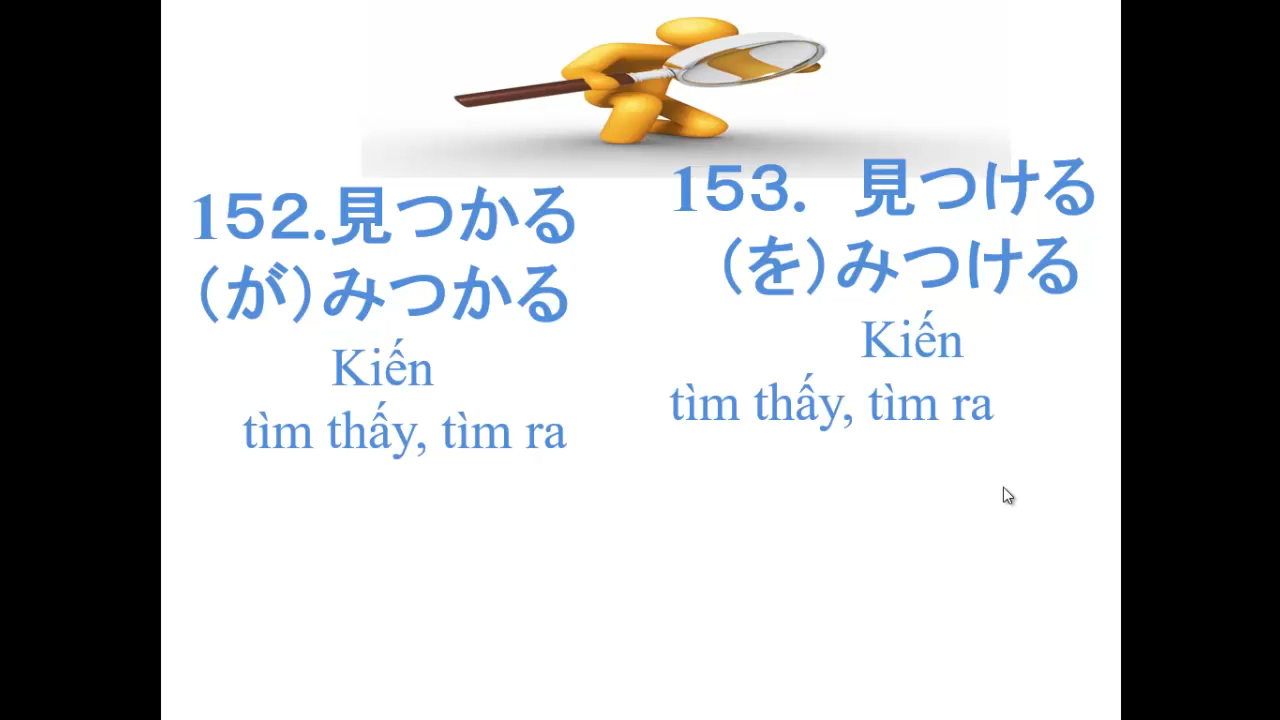 152.見つかる
（が）みつかる
Kiến
tìm thấy, tìm ra
153. 見つける
（を）みつける
Kiến
tìm thấy, tìm ra